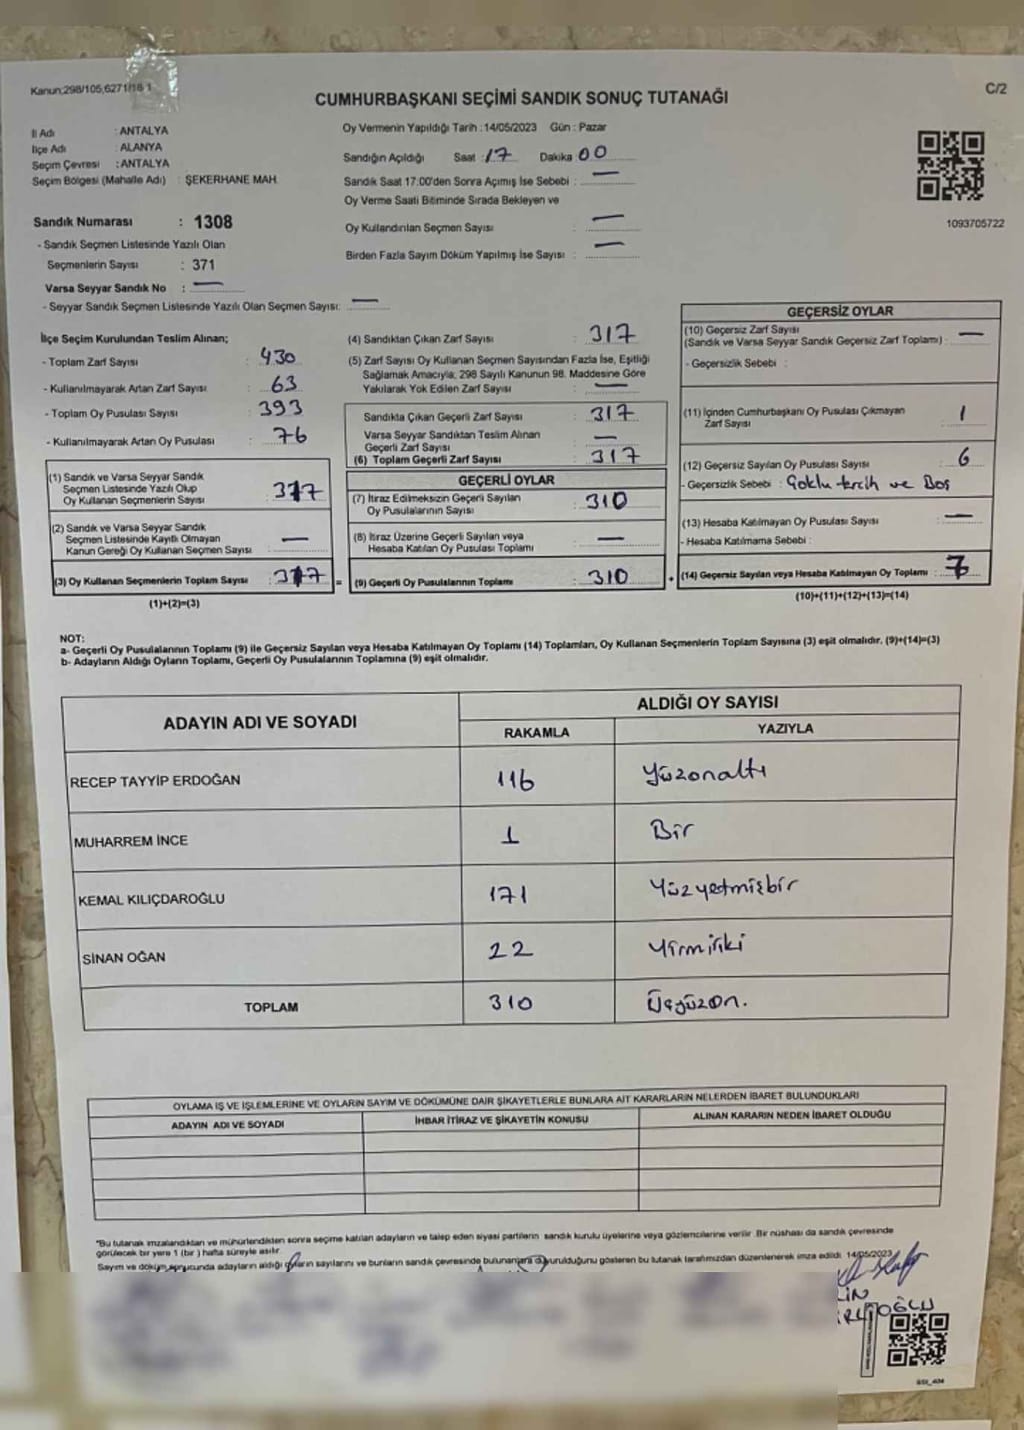 Kanun;298/105,6271/18-1
C/2
CUMHURBAŞKANI SEÇİMİ SANDIK SONUÇ TUTANAĞI
İl Adı : ANTALYA
İlçe Adı : ALANYA
Seçim Çevresi : ANTALYA
Seçim Bölgesi (Mahalle Adı) : ŞEKERHANE MAH.
Oy Vermenin Yapıldığı Tarih : 14/05/2023 Gün : Pazar
Sandığın Açıldığı Saat : 17 Dakika 00
Sandık Saat 17:00'den Sonra Açımış İse Sebebi : —
Oy Verme Saati Bitiminde Sırada Bekleyen ve
Oy Kullandırılan Seçmen Sayısı : —
Birden Fazla Sayım Döküm Yapılmış İse Sayısı : —
1093705722
Sandık Numarası : 1308
- Sandık Seçmen Listesinde Yazılı Olan
Seçmenlerin Sayısı : 371
Varsa Seyyar Sandık No : —
- Seyyar Sandık Seçmen Listesinde Yazılı Olan Seçmen Sayısı: —
İlçe Seçim Kurulundan Teslim Alınan;
- Toplam Zarf Sayısı : 430
- Kullanılmayarak Artan Zarf Sayısı : 63
- Toplam Oy Pusulası Sayısı : 393
- Kullanılmayarak Artan Oy Pusulası : 76
(1) Sandık ve Varsa Seyyar Sandık
Seçmen Listesinde Yazılı Olup
Oy Kullanan Seçmenlerin Sayısı : 317
(2) Sandık ve Varsa Seyyar Sandık
Seçmen Listesinde Kayıtlı Olmayan
Kanun Gereği Oy Kullanan Seçmen Sayısı : —
(3) Oy Kullanan Seçmenlerin Toplam Sayısı : 317 =
(1)+(2)=(3)
(4) Sandıktan Çıkan Zarf Sayısı : 317
(5) Zarf Sayısı Oy Kullanan Seçmen Sayısından Fazla İse, Eşitliği
Sağlamak Amacıyla, 298 Sayılı Kanunun 98. Maddesine Göre
Yakılarak Yok Edilen Zarf Sayısı : —
Sandıkta Çıkan Geçerli Zarf Sayısı : 317
Varsa Seyyar Sandıktan Teslim Alınan
Geçerli Zarf Sayısı : —
(6) Toplam Geçerli Zarf Sayısı : 317
GEÇERLİ OYLAR
(7) İtiraz Edilmeksizin Geçerli Sayılan
Oy Pusulalarının Sayısı : 310
(8) İtiraz Üzerine Geçerli Sayılan veya
Hesaba Katılan Oy Pusulası Toplamı : —
(9) Geçerli Oy Pusulalarının Toplamı : 310 +
GEÇERSİZ OYLAR
(10) Geçersiz Zarf Sayısı
(Sandık ve Varsa Seyyar Sandık Geçersiz Zarf Toplamı) : —
- Geçersizlik Sebebi :
(11) İçinden Cumhurbaşkanı Oy Pusulası Çıkmayan
Zarf Sayısı : 1
(12) Geçersiz Sayılan Oy Pusulası Sayısı : 6
- Geçersizlik Sebebi : Çoklu tercih ve Boş
(13) Hesaba Katılmayan Oy Pusulası Sayısı : —
- Hesaba Katılmama Sebebi :
(14) Geçersiz Sayılan veya Hesaba Katılmayan Oy Toplamı : 7
(10)+(11)+(12)+(13)=(14)
NOT:
a- Geçerli Oy Pusulalarının Toplamı (9) ile Geçersiz Sayılan veya Hesaba Katılmayan Oy Toplamı (14) Toplamları, Oy Kullanan Seçmenlerin Toplam Sayısına (3) eşit olmalıdır. (9)+(14)=(3)
b- Adayların Aldığı Oyların Toplamı, Geçerli Oy Pusulalarının Toplamına (9) eşit olmalıdır.
ADAYIN ADI VE SOYADI
ALDIĞI OY SAYISI
RAKAMLA YAZIYLA
RECEP TAYYİP ERDOĞAN 116 Yüzonaltı
MUHARREM İNCE 1 Bir
KEMAL KILIÇDAROĞLU 171 Yüzyetmişbir
SİNAN OĞAN 22 Yirmiiki
TOPLAM 310 Üçyüzon.
OYLAMA İŞ VE İŞLEMLERİNE VE OYLARIN SAYIM VE DÖKÜMÜNE DAİR ŞİKAYETLERLE BUNLARA AİT KARARLARIN NELERDEN İBARET BULUNDUKLARI
ADAYIN ADI VE SOYADI İHBAR İTİRAZ VE ŞİKAYETİN KONUSU ALINAN KARARIN NEDEN İBARET OLDUĞU
"Bu tutanak imzalandıktan ve mühürlendikten sonra seçime katılan adayların ve talep eden siyasi partilerin sandık kurulu üyelerine veya gözlemcilerine verilir. Bir nüshası da sandık çevresinde
görülecek bir yere 1 (bir ) hafta süreyle asılır.
Sayım ve döküm sonucunda adayların aldığı oyların sayılarını ve bunların sandık çevresinde bulunanlara duyurulduğunu gösteren bu tutanak tarafımızdan düzenlenerek imza edildi. 14/05/2023